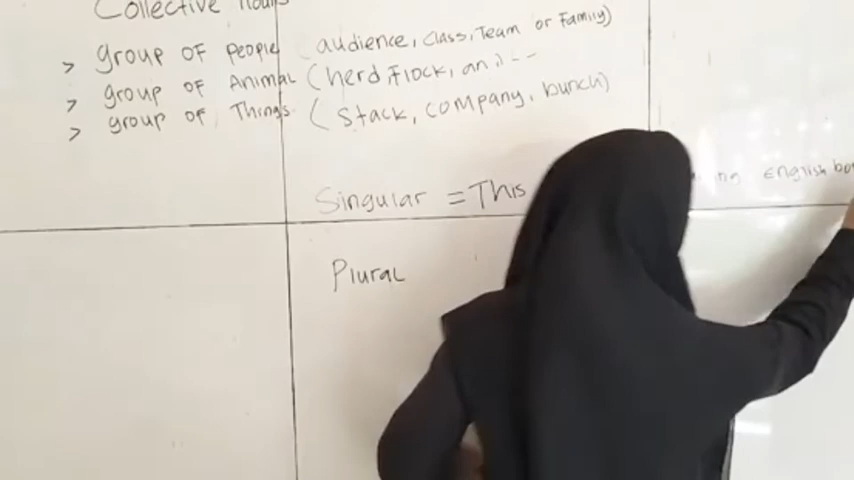 Collective nouns
> group of people (audience, class, Team or Family)
> group of Animal (herd, Flock, and --
> group of Things (stack, company, bunch)
Singular = This English
Plural